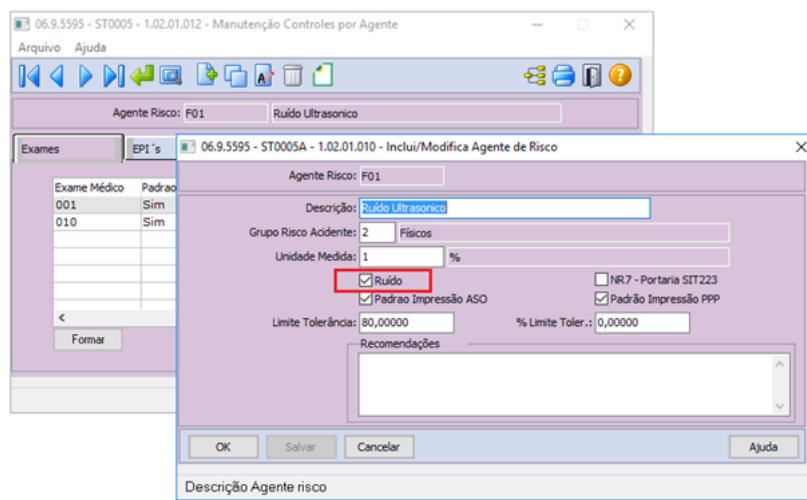 06.9.5595 - ST0005 - 1.02.01.012 - Manutenção Controles por Agente
Arquivo Ajuda
Agente Risco: F01 Ruído Ultrasonico
Exames EPI´s
Exame Médico Padrao
001 Sim
010 Sim
Formar
06.9.5595 - ST0005A - 1.02.01.010 - Inclui/Modifica Agente de Risco
Agente Risco: F01
Descrição: Ruído Ultrasonico
Grupo Risco Acidente: 2 Físicos
Unidade Medida: 1 %
Ruído NR7 - Portaria SIT223
Padrao Impressão ASO Padrão Impressão PPP
Limite Tolerância: 80,00000 % Limite Toler.: 0,00000
Recomendações
OK Salvar Cancelar Ajuda
Descrição Agente risco